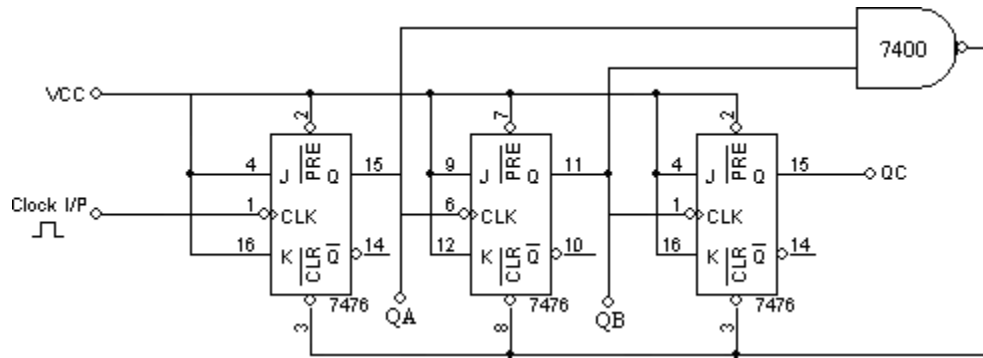 7400
VCC
2
7
2
4
J
PRE
Q
15
9
J
PRE
Q
11
4
J
PRE
Q
15
QC
Clock I/P
1
CLK
6
CLK
1
CLK
16
K
CLR
Q
14
12
K
CLR
Q
10
16
K
CLR
Q
14
3
7476
QA
8
7476
QB
3
7476